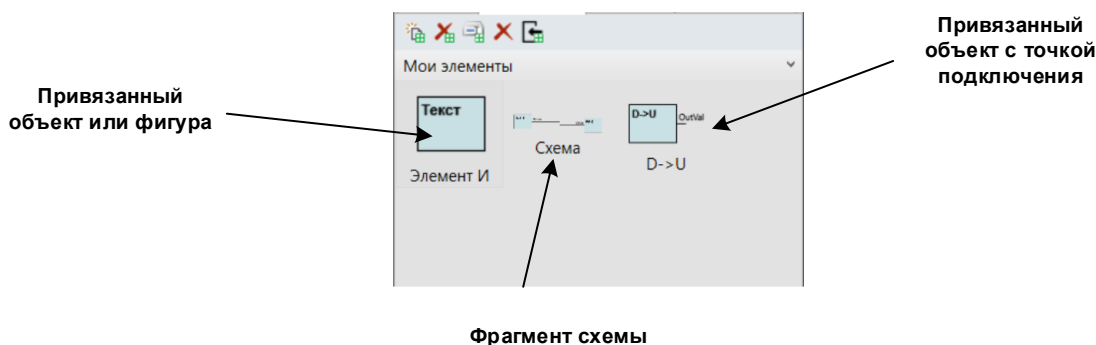 Привязанный
объект с точкой
подключения
Мои элементы
Привязанный
объект или фигура
Текст
D->U
OutVal
Схема
D->U
Элемент И
Фрагмент схемы